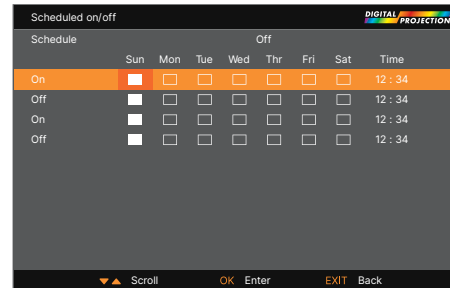 Scheduled on/off
DIGITAL PROJECTION
Schedule Off
Sun Mon Tue Wed Thr Fri Sat Time
On 12 : 34
Off 12 : 34
On 12 : 34
Off 12 : 34
Scroll OK Enter EXIT Back